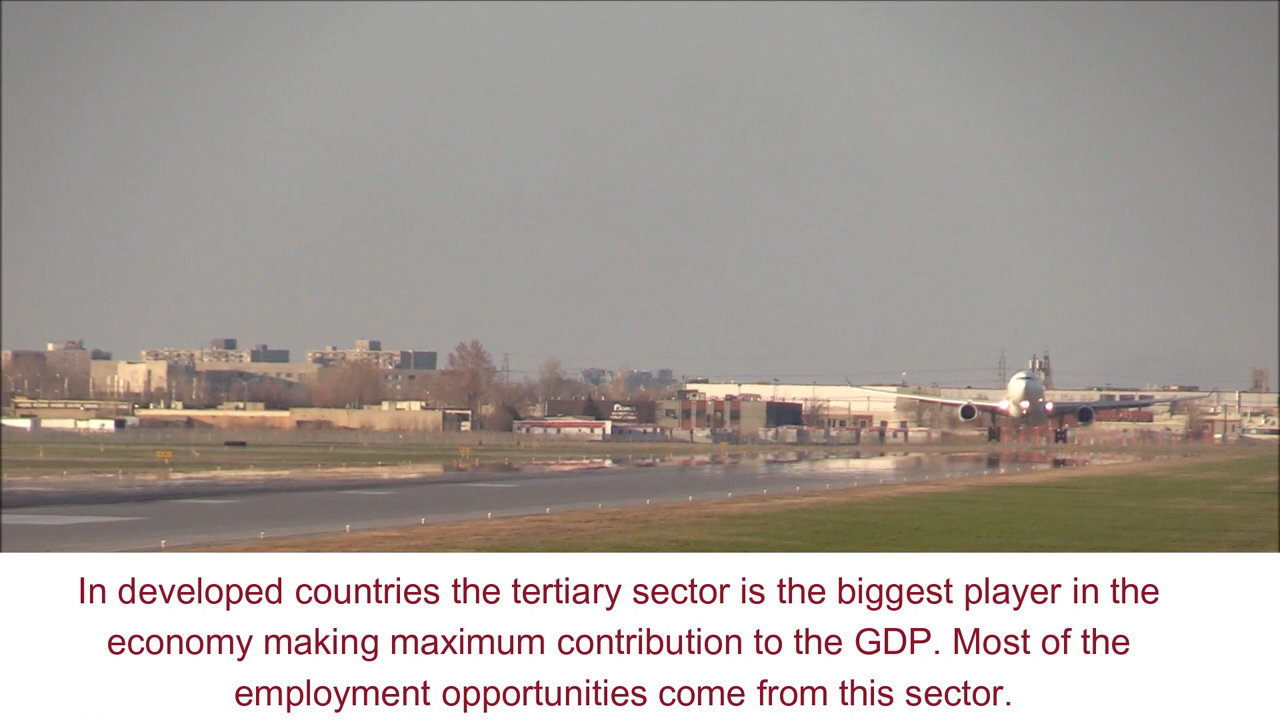 In developed countries the tertiary sector is the biggest player in the
economy making maximum contribution to the GDP. Most of the
employment opportunities come from this sector.